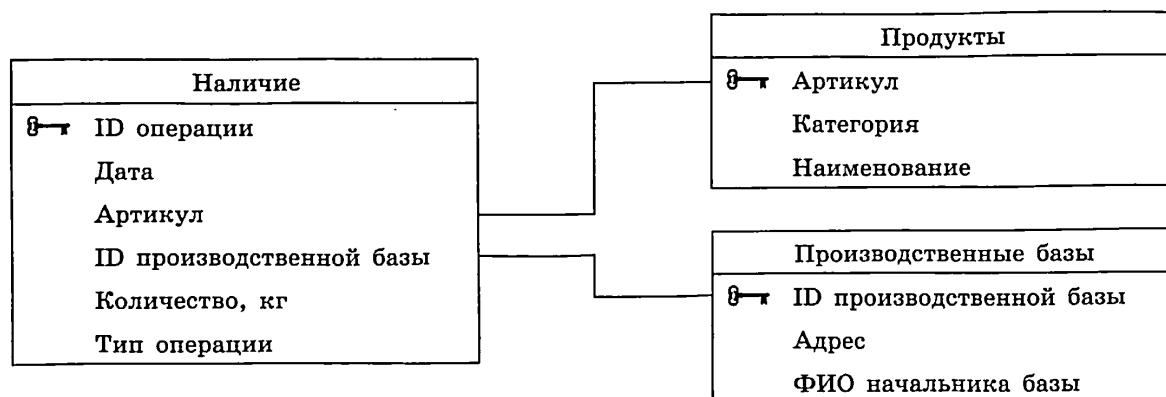 Наличие
ID операции
Дата
Артикул
ID производственной базы
Количество, кг
Тип операции
Продукты
Артикул
Категория
Наименование
Производственные базы
ID производственной базы
Адрес
ФИО начальника базы